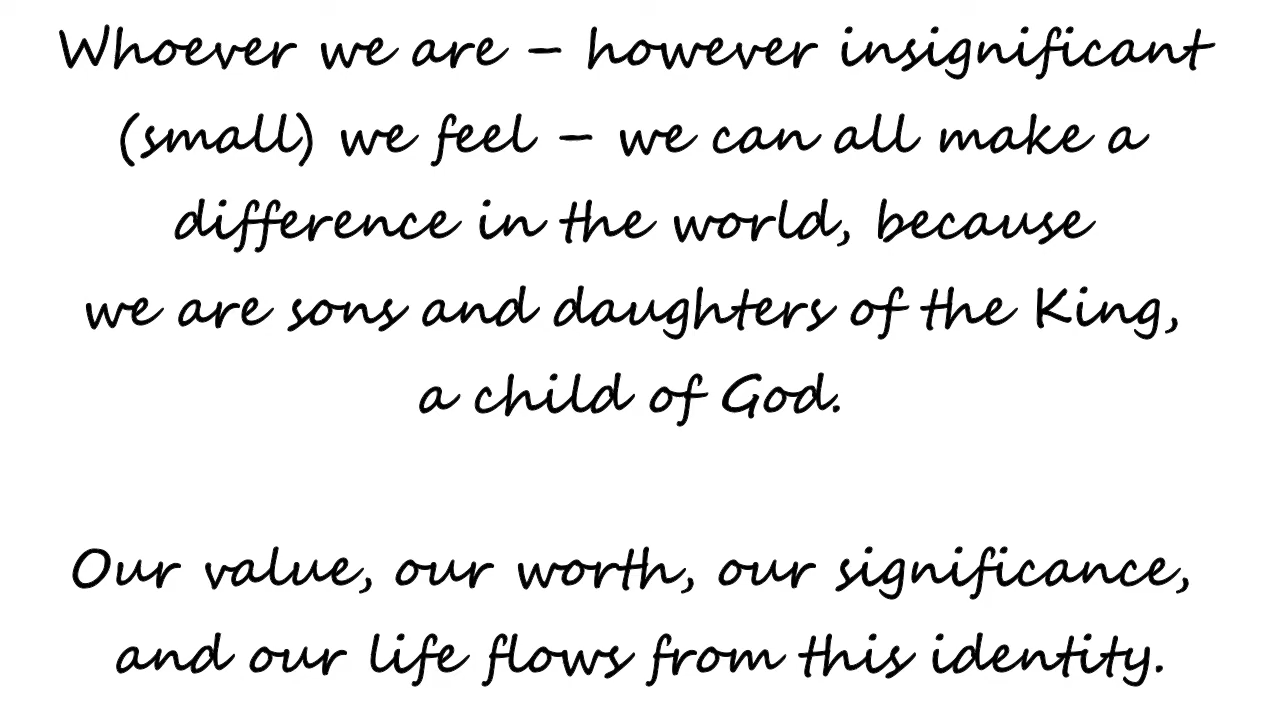 Whoever we are – however insignificant
(small) we feel – we can all make a
difference in the world, because
we are sons and daughters of the King,
a child of God.
Our value, our worth, our significance,
and our life flows from this identity.